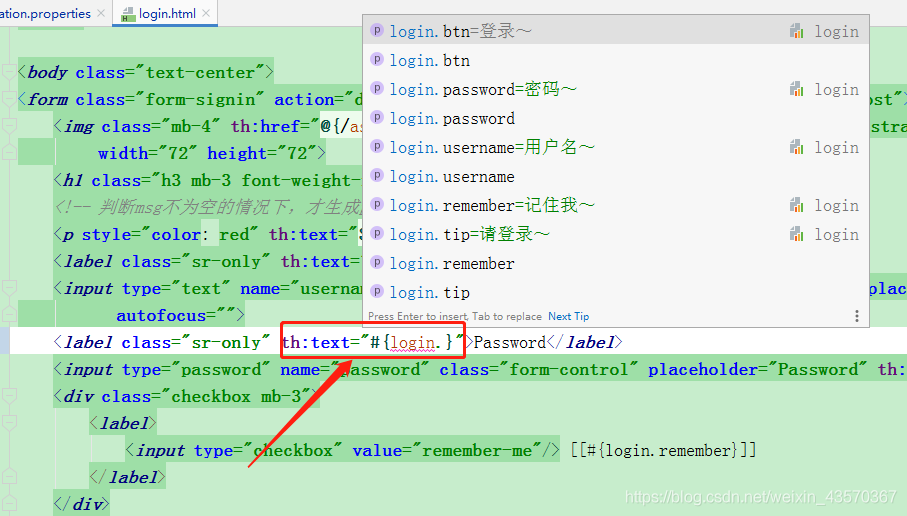 ation.properties × login.html ×
<body class="text-center">
<form class="form-signin" action="d
ost">
<img class="mb-4" th:href="@{/as
stra
width="72" height="72">
<h1 class="h3 mb-3 font-weight-
<!-- 判断msg不为空的情况下，才生成
<p style="color: red" th:text="
<label class="sr-only" th:text="
<input type="text" name="usernam
plac
autofocus="">
login.btn=登录～ login
login.btn
login.password=密码～ login
login.password
login.username=用户名～ login
login.username
login.remember=记住我～ login
login.tip=请登录～ login
login.remember
login.tip
Press Enter to insert, Tab to replace Next Tip
<label class="sr-only" th:text="#{login.}">Password</label>
<input type="password" name="password" class="form-control" placeholder="Password" th:
<div class="checkbox mb-3">
<label>
<input type="checkbox" value="remember-me"/> [[#{login.remember}]]
</label>
</div>
https://blog.csdn.net/weixin_43570367